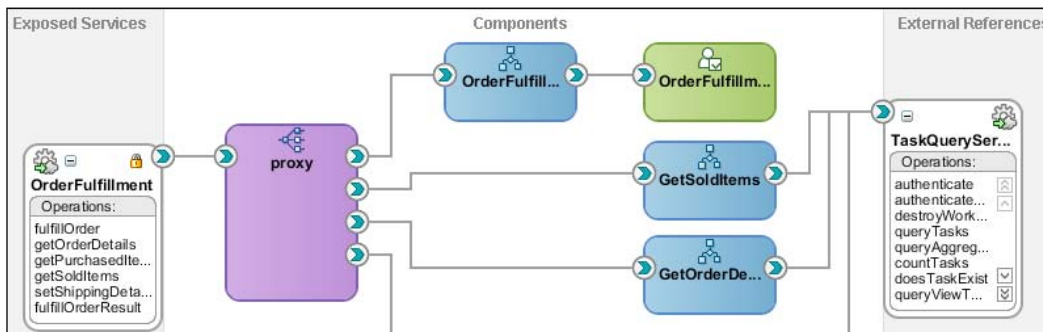 Exposed Services
Components
External References
OrderFulfill...
OrderFulfillm...
proxy
OrderFulfillment
Operations:
fulfillOrder
getOrderDetails
getPurchasedIte...
getSoldItems
setShippingDeta...
fulfillOrderResult
GetSoldItems
GetOrderDe...
TaskQuerySer...
Operations:
authenticate
authenticate...
destroyWork...
queryTasks
queryAggreg...
countTasks
doesTaskExist
queryViewT...